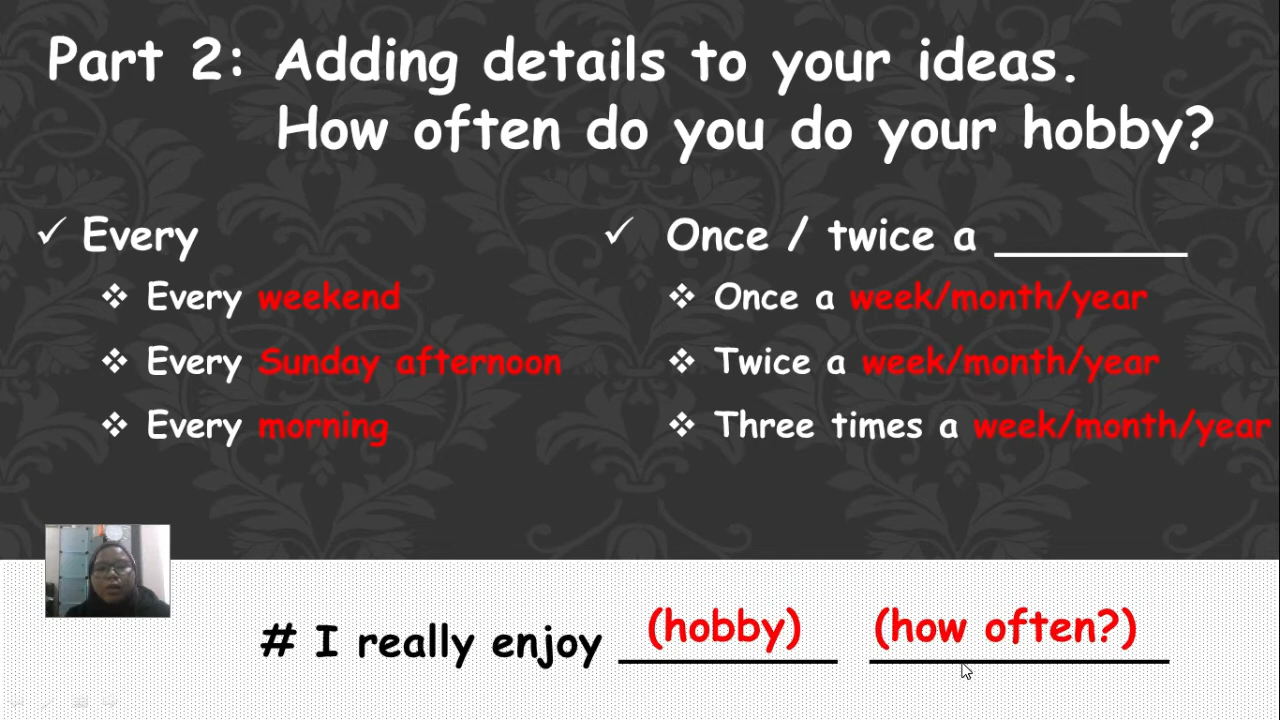 Part 2: Adding details to your ideas.
How often do you do your hobby?
✓ Every
❖ Every weekend
❖ Every Sunday afternoon
❖ Every morning
✓ Once / twice a ________
❖ Once a week/month/year
❖ Twice a week/month/year
❖ Three times a week/month/year
# I really enjoy (hobby) (how often?)